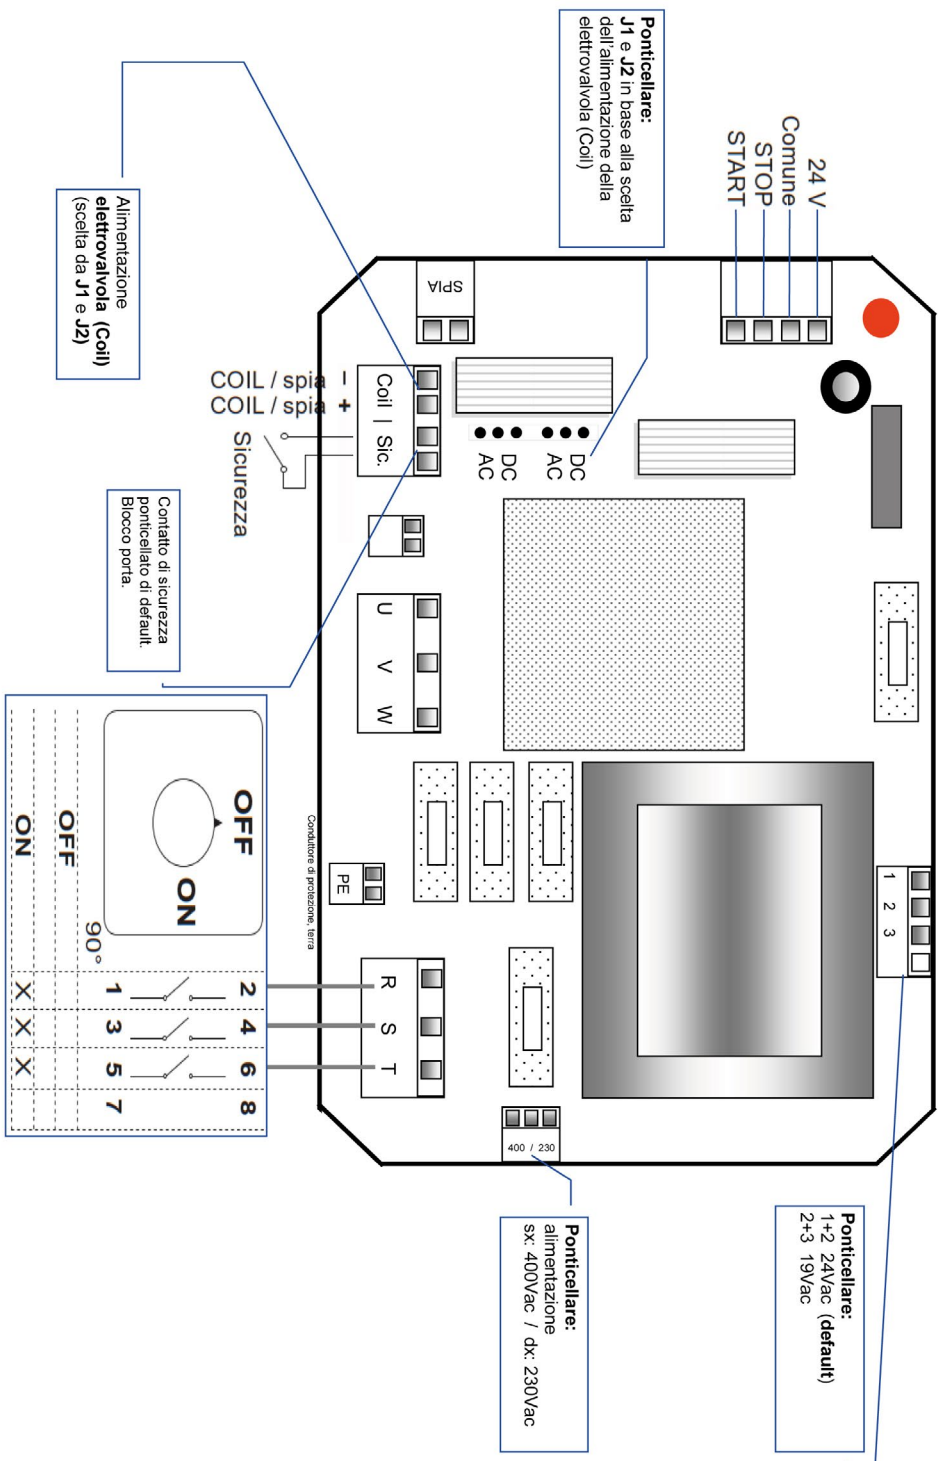 Ponticellare:
J1 e J2 in base alla scelta
dell'alimentazione della
elettrovalvola (Coil)
24 V
Comune
STOP
START
Alimentazione
elettrovalvola (Coil)
(scelta da J1 e J2)
SPIA
COIL / spia -
COIL / spia +
Coil | Sic.
Sicurezza
DC
AC
DC
AC
Contatto di sicurezza
ponticellato di default.
Blocco porta.
U V W
Conduttore di protezione, terra
PE
R S T
1 2 3
400 / 230
OFF
ON
90°
2 4 6 8
1 3 5 7
OFF
ON X X X
Ponticellare:
alimentazione
sx: 400Vac / dx: 230Vac
Ponticellare:
1+2 24Vac (default)
2+3 19Vac